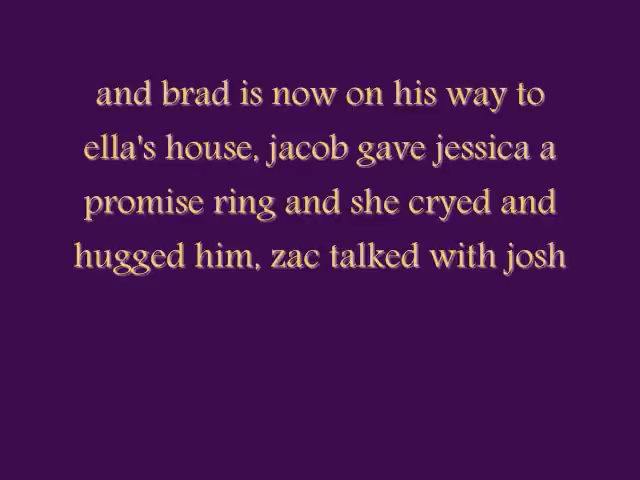 and brad is now on his way to
ella's house, jacob gave jessica a
promise ring and she cryed and
hugged him, zac talked with josh